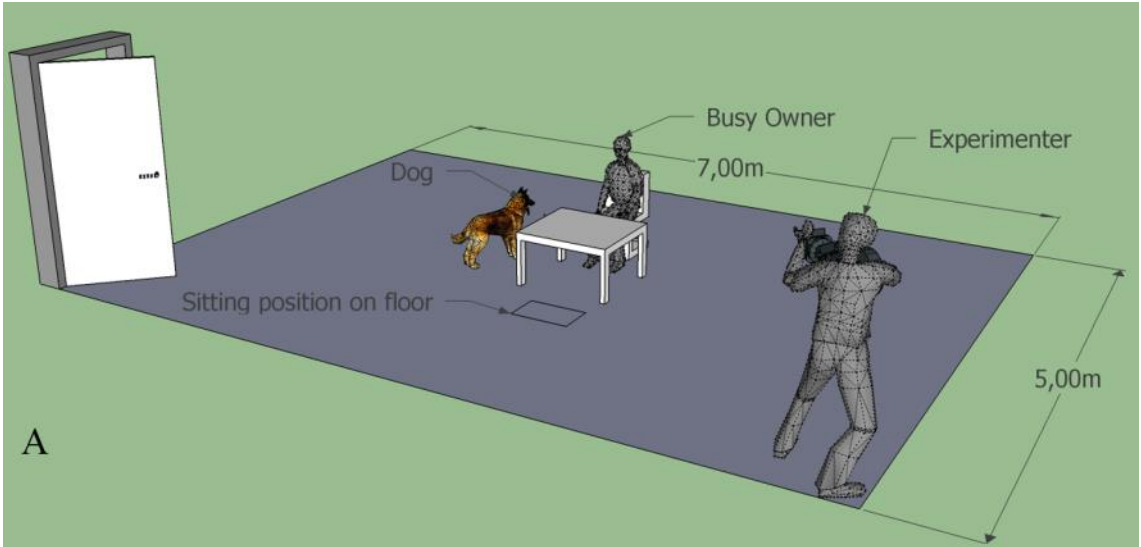 Busy Owner
Experimenter
7,00m
Dog
Sitting position on floor
5,00m
A